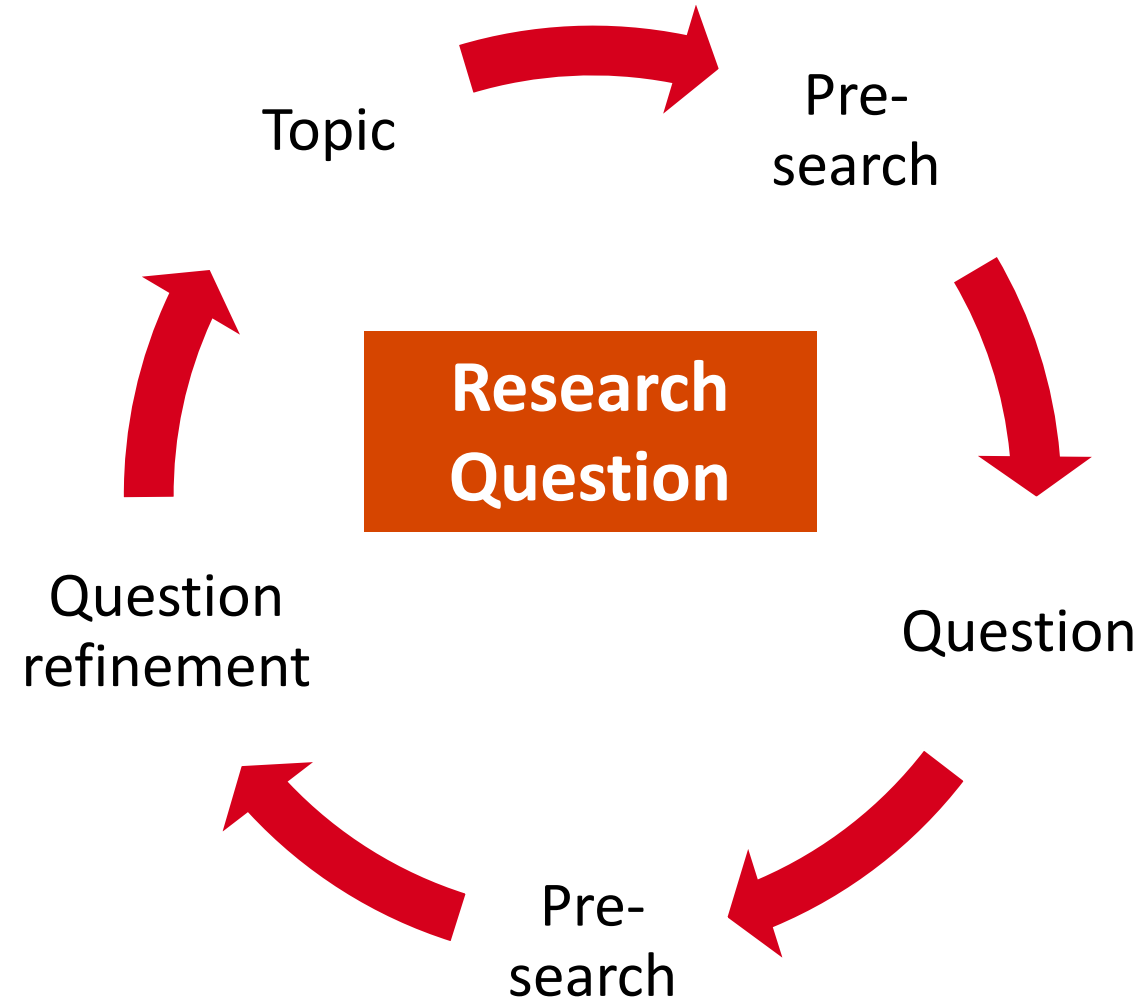 Topic
Pre-
search
Research
Question
Question
Pre-
search
Question
refinement